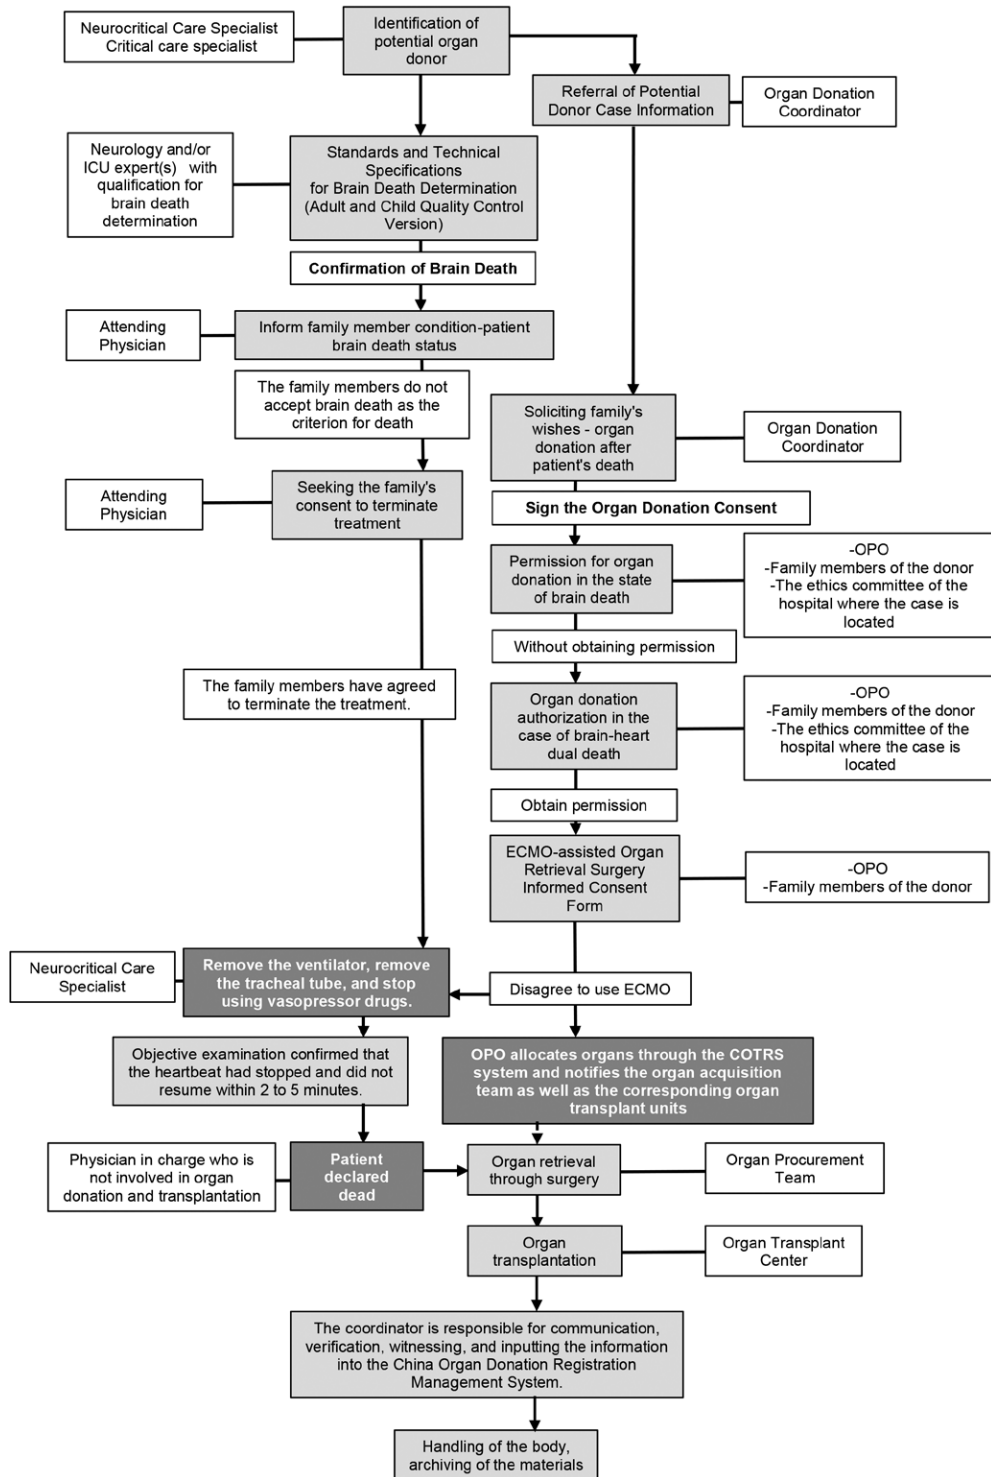 Neurocritical Care Specialist
Critical care specialist
Identification of
potential organ
donor
Referral of Potential
Donor Case Information
Organ Donation
Coordinator
Neurology and/or
ICU expert(s) with
qualification for
brain death
determination
Standards and Technical
Specifications
for Brain Death Determination
(Adult and Child Quality Control
Version)
Confirmation of Brain Death
Attending
Physician
Inform family member condition-patient
brain death status
The family members do not
accept brain death as the
criterion for death
Soliciting family's
wishes - organ
donation after
patient's death
Organ Donation
Coordinator
Attending
Physician
Seeking the family's
consent to terminate
treatment
Sign the Organ Donation Consent
Permission for organ
donation in the state
of brain death
-OPO
-Family members of the donor
-The ethics committee of the
hospital where the case is
located
Without obtaining permission
The family members have agreed
to terminate the treatment.
Organ donation
authorization in the
case of brain-heart
dual death
-OPO
-Family members of the donor
-The ethics committee of the
hospital where the case is
located
Obtain permission
ECMO-assisted Organ
Retrieval Surgery
Informed Consent
Form
-OPO
-Family members of the donor
Neurocritical Care
Specialist
Remove the ventilator, remove
the tracheal tube, and stop
using vasopressor drugs.
Disagree to use ECMO
Objective examination confirmed that
the heartbeat had stopped and did not
resume within 2 to 5 minutes.
OPO allocates organs through the COTRS
system and notifies the organ acquisition
team as well as the corresponding organ
transplant units
Physician in charge who is
not involved in organ
donation and transplantation
Patient
declared
dead
Organ retrieval
through surgery
Organ Procurement
Team
Organ
transplantation
Organ Transplant
Center
The coordinator is responsible for communication,
verification, witnessing, and inputting the information
into the China Organ Donation Registration
Management System.
Handling of the body,
archiving of the materials